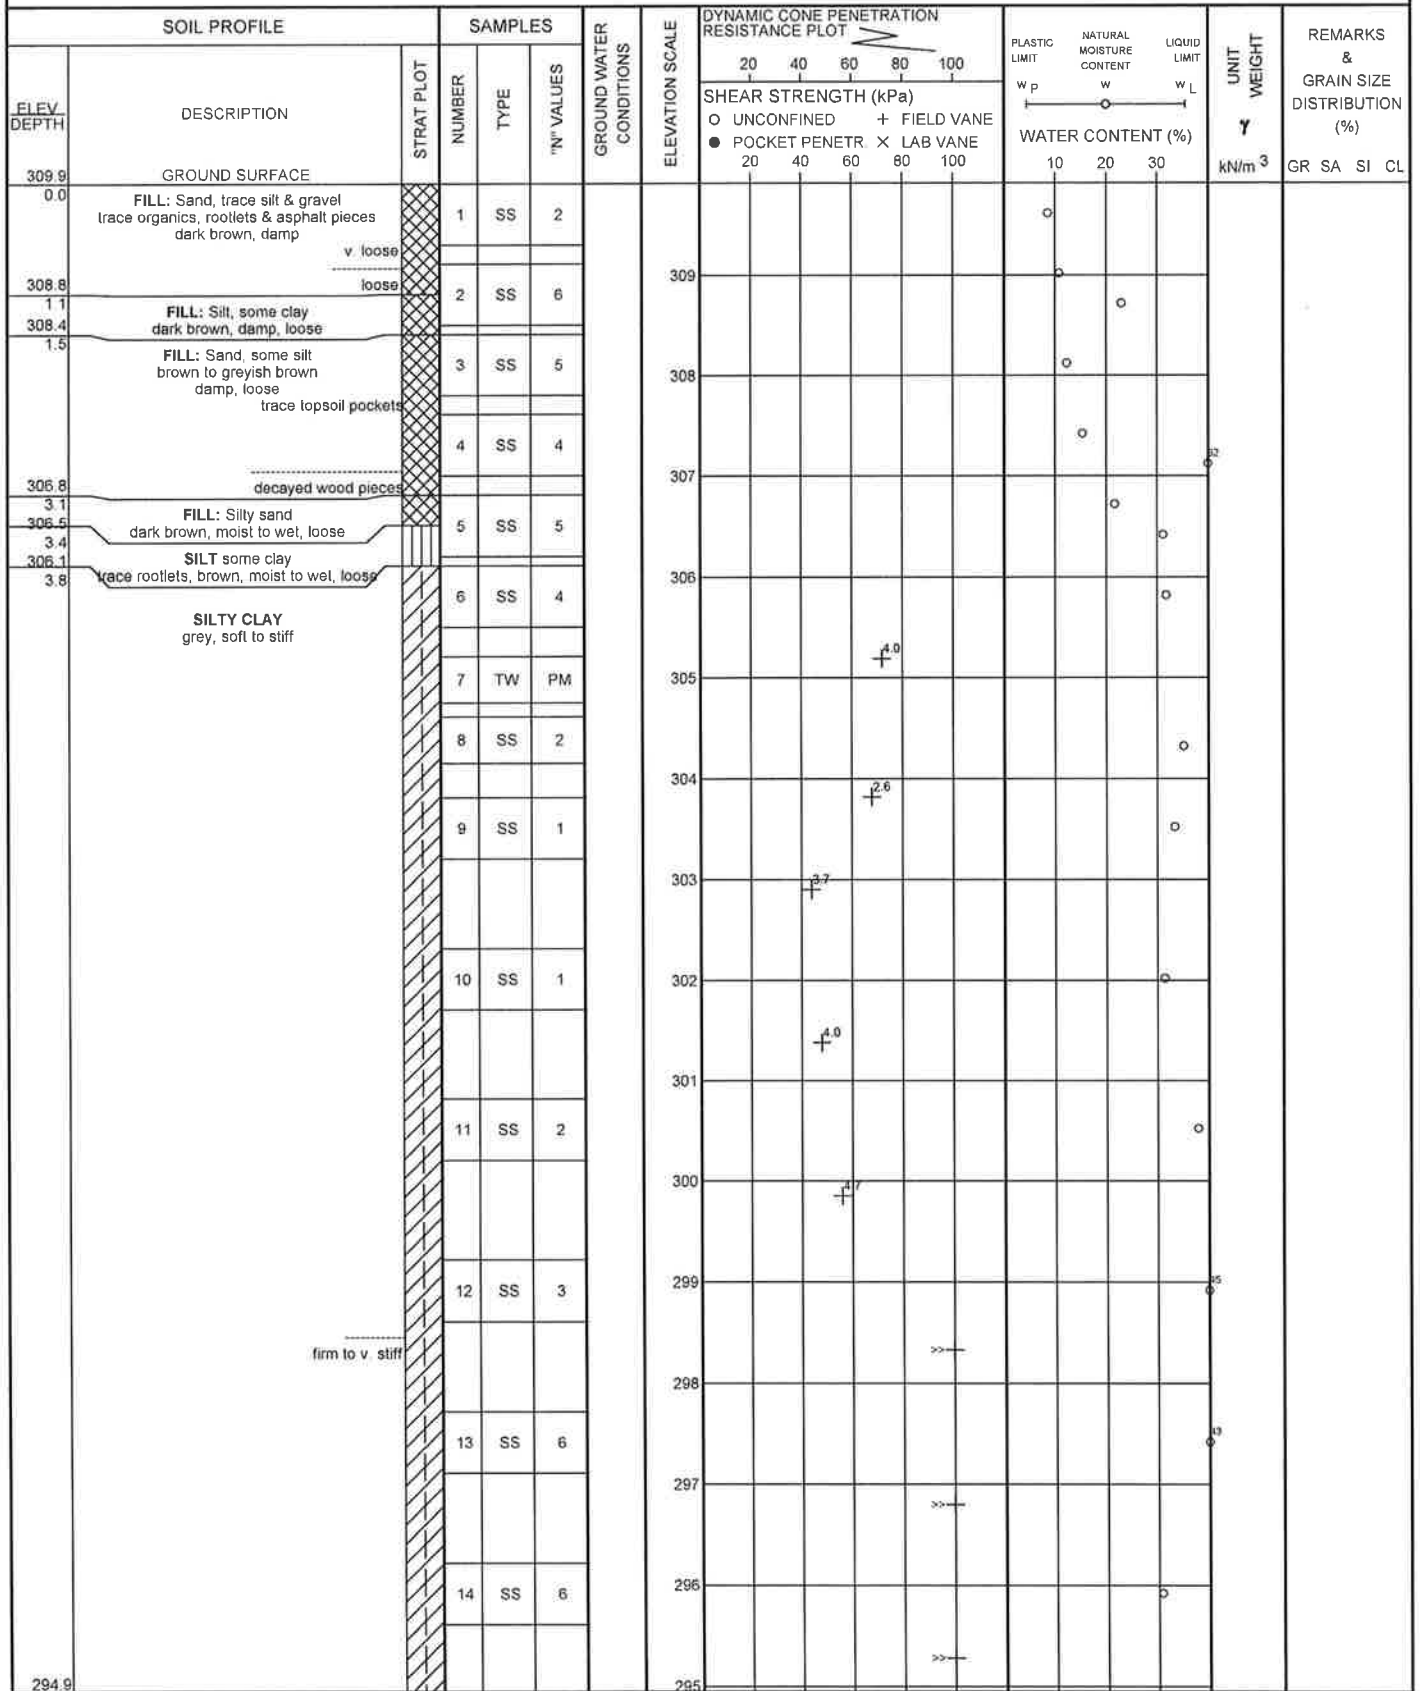 SOIL PROFILE
SAMPLES
GROUND WATER
CONDITIONS
ELEVATION SCALE
DYNAMIC CONE PENETRATION
RESISTANCE PLOT
20 40 60 80 100
SHEAR STRENGTH (kPa)
O UNCONFINED + FIELD VANE
● POCKET PENETR. X LAB VANE
20 40 60 80 100
PLASTIC
LIMIT
NATURAL
MOISTURE
CONTENT
LIQUID
LIMIT
W P W W L
WATER CONTENT (%)
10 20 30
UNIT
WEIGHT
γ
kN/m 3
REMARKS
&
GRAIN SIZE
DISTRIBUTION
(%)
GR SA SI CL
ELEV
DEPTH
DESCRIPTION
STRAT PLOT
NUMBER
TYPE
"N" VALUES
309.9
GROUND SURFACE
0.0
FILL: Sand, trace silt & gravel
trace organics, rootlets & asphalt pieces
dark brown, damp
v. loose
loose
1 SS 2
309
308.8
1.1
2 SS 6
FILL: Silt, some clay
dark brown, damp, loose
308.4
1.5
FILL: Sand, some silt
brown to greyish brown
damp, loose
trace topsoil pockets
3 SS 5
308
4 SS 4
307
decayed wood pieces
306.8
3.1
FILL: Silty sand
dark brown, moist to wet, loose
306.5
3.4
5 SS 5
SILT some clay
trace rootlets, brown, moist to wet, loose
306.1
3.8
306
SILTY CLAY
grey, soft to stiff
6 SS 4
4.0
7 TW PM
305
8 SS 2
304
2.6
9 SS 1
303
3.7
10 SS 1
302
4.0
301
11 SS 2
300
4.7
12 SS 3
299
firm to v. stiff
>>
298
13 SS 6
297
>>
14 SS 6
296
>>
294.9
295